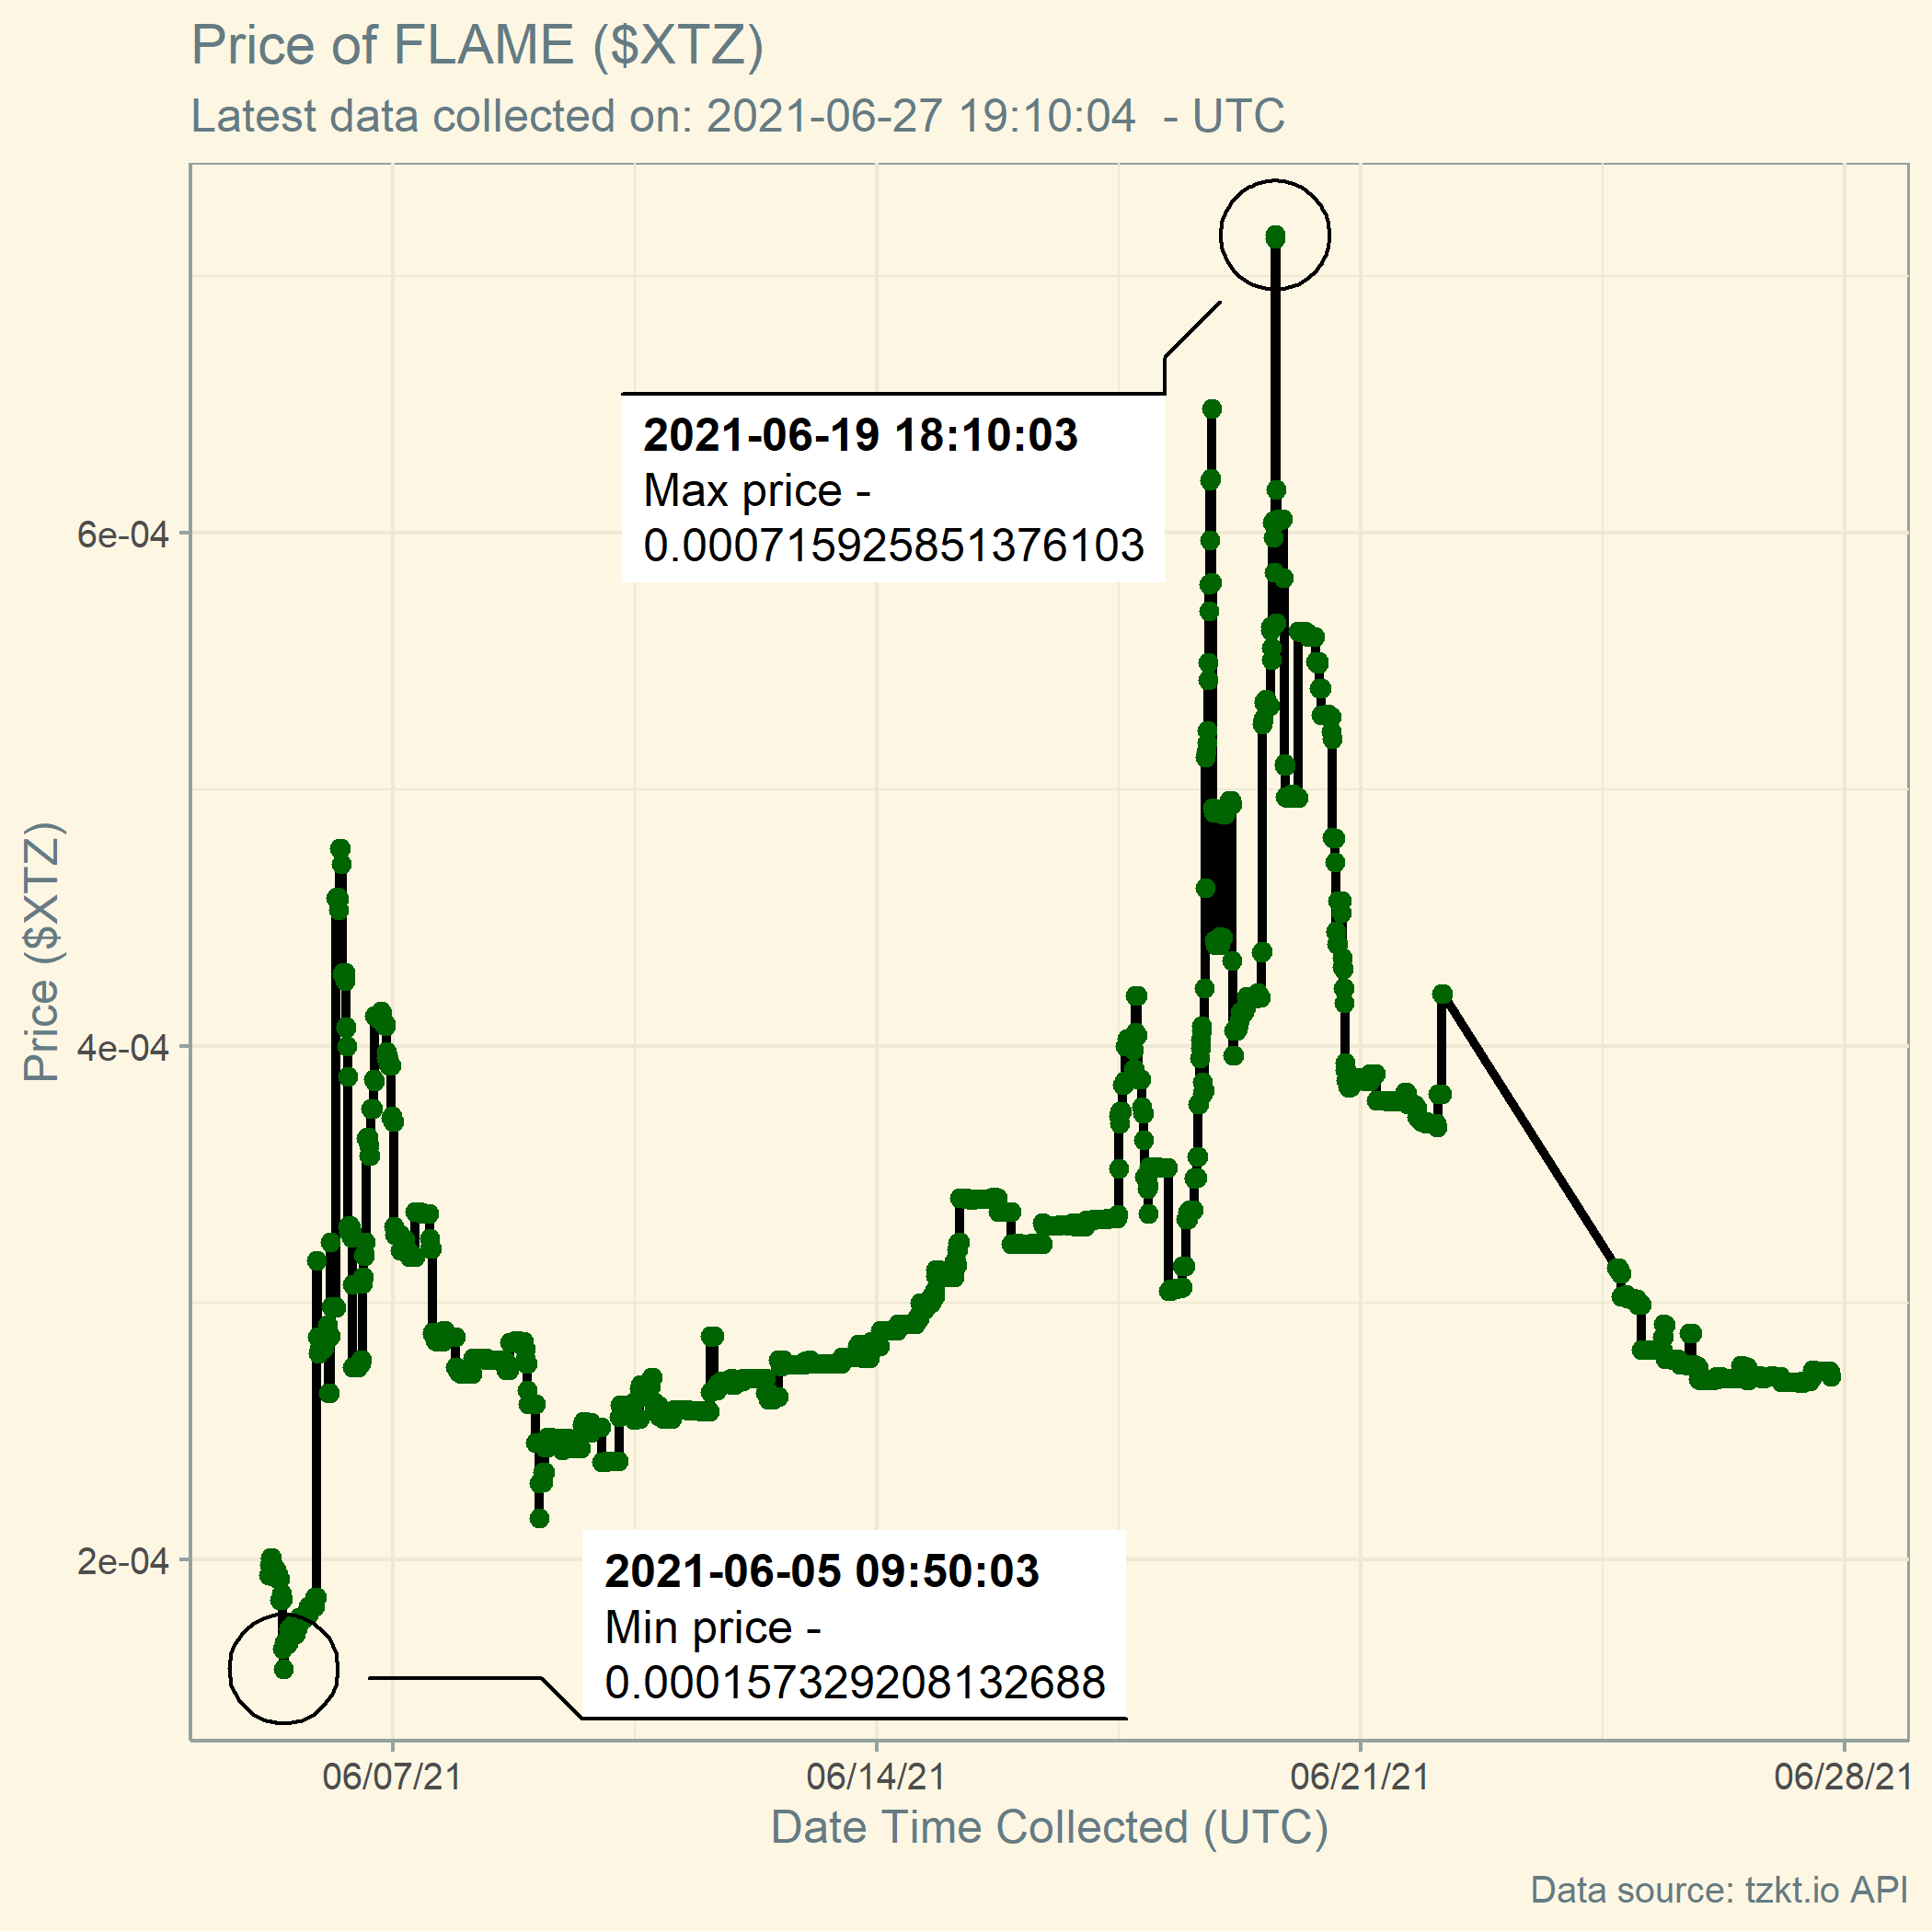 Price of FLAME ($XTZ)
Latest data collected on: 2021-06-27 19:10:04  - UTC
2021-06-19 18:10:03
Max price -
0.000715925851376103
6e-04
Price ($XTZ)
4e-04
2e-04
2021-06-05 09:50:03
Min price -
0.000157329208132688
06/07/21
06/14/21
06/21/21
06/28/21
Date Time Collected (UTC)
Data source: tzkt.io API